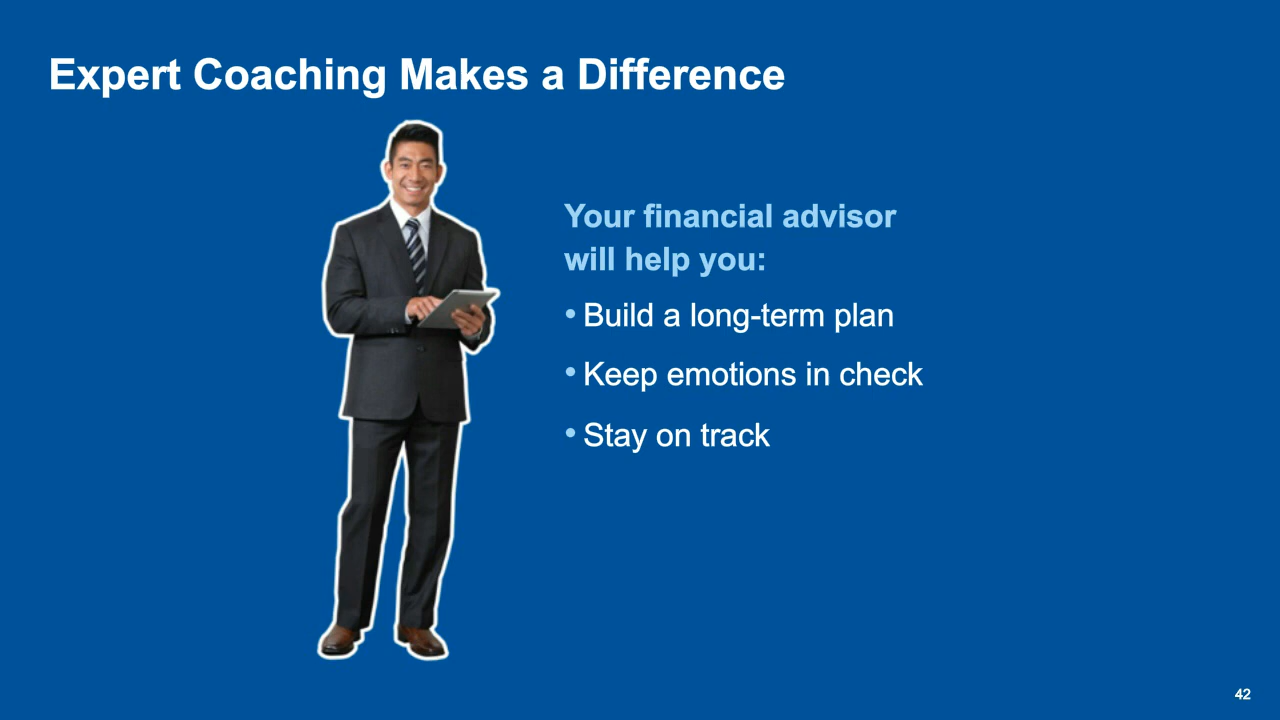 Expert Coaching Makes a Difference
Your financial advisor
will help you:
• Build a long-term plan
• Keep emotions in check
• Stay on track
42